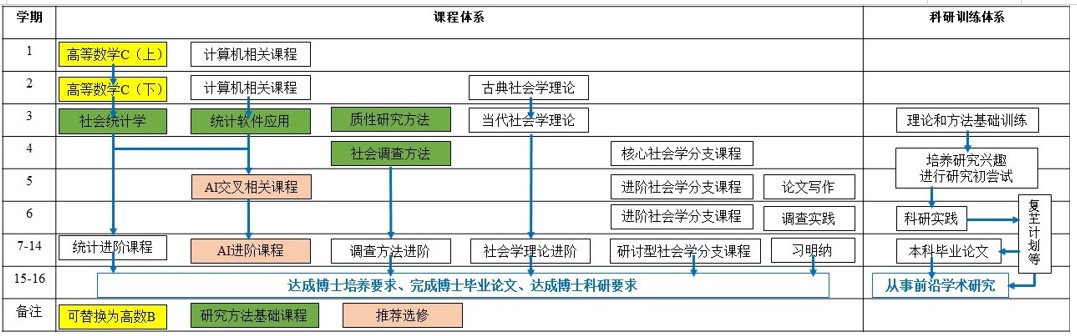 学期 课程体系 科研训练体系
1 高等数学C（上） 计算机相关课程
2 高等数学C（下） 计算机相关课程 古典社会学理论
3 社会统计学 统计软件应用 质性研究方法 当代社会学理论 理论和方法基础训练
4 社会调查方法 核心社会学分支课程 培养研究兴趣
进行研究初尝试
5 AI交叉相关课程 进阶社会学分支课程 论文写作
6 进阶社会学分支课程 调查实践 科研实践 复茔计划等
7-14 统计进阶课程 AI进阶课程 调查方法进阶 社会学理论进阶 研讨型社会学分支课程 习明纳 本科毕业论文
15-16 达成博士培养要求、完成博士毕业论文、达成博士科研要求 从事前沿学术研究
备注 可替换为高数B 研究方法基础课程 推荐选修